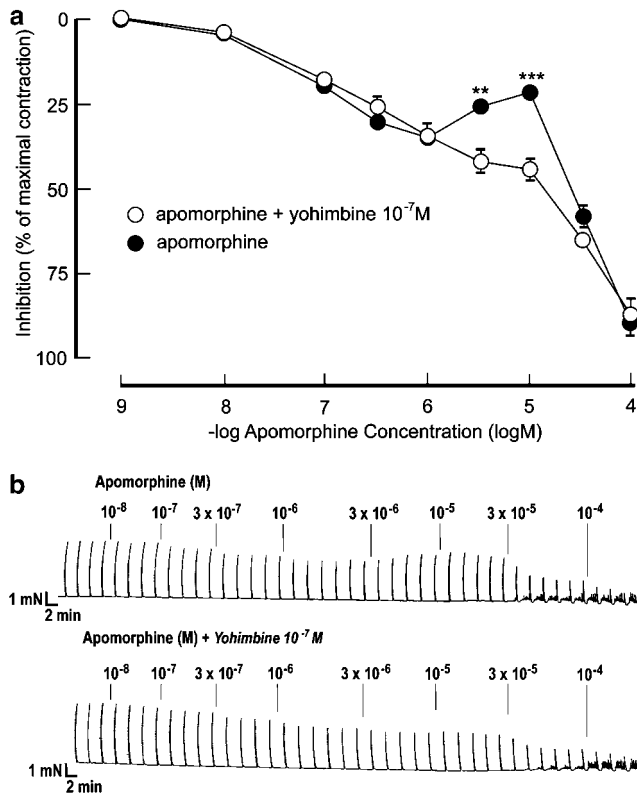 a
Inhibition (% of maximal contraction)
0
25
50
75
100
** ***
apomorphine + yohimbine 10⁻⁷M
apomorphine
9 8 7 6 5 4
-log Apomorphine Concentration (logM)
b
Apomorphine (M)
10⁻⁸ 10⁻⁷ 3 x 10⁻⁷ 10⁻⁶ 3 x 10⁻⁶ 10⁻⁵ 3 x 10⁻⁵ 10⁻⁴
1 mN
2 min
Apomorphine (M) + Yohimbine 10⁻⁷ M
10⁻⁸ 10⁻⁷ 3 x 10⁻⁷ 10⁻⁶ 3 x 10⁻⁶ 10⁻⁵ 3 x 10⁻⁵ 10⁻⁴
1 mN
2 min